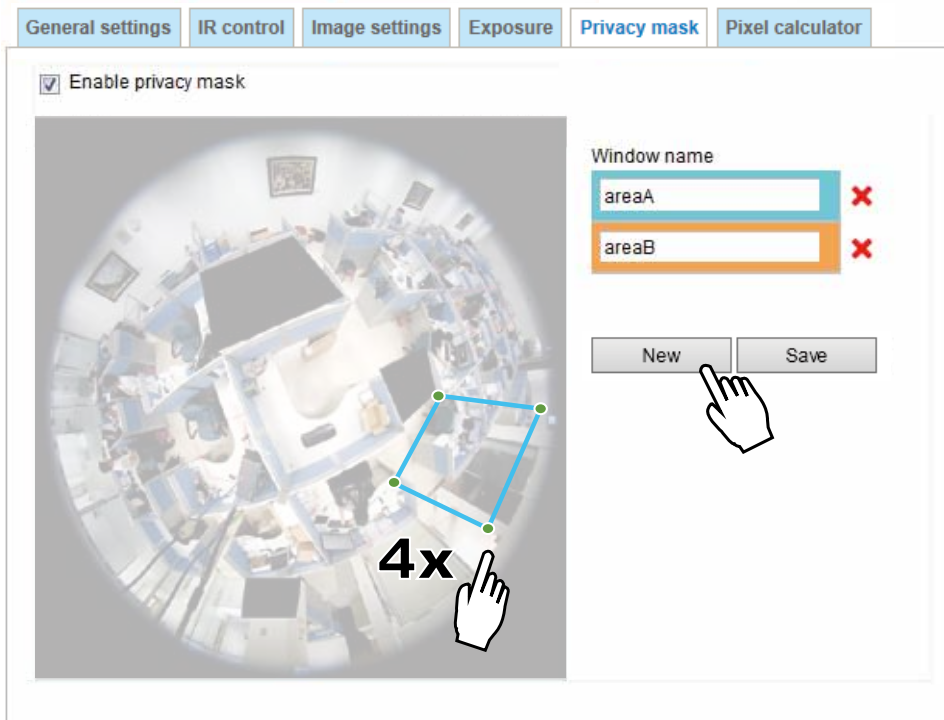 General settings IR control Image settings Exposure Privacy mask Pixel calculator
Enable privacy mask
Window name
areaA
areaB
New Save
4x